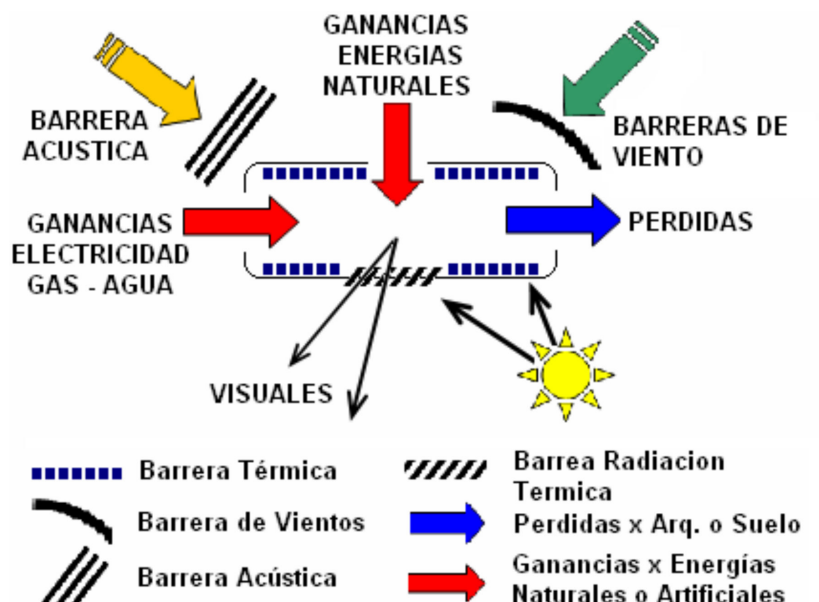 GANANCIAS
ENERGIAS
NATURALES
BARRERA
ACUSTICA
BARRERAS DE
VIENTO
GANANCIAS
ELECTRICIDAD
GAS - AGUA
PERDIDAS
VISUALES
Barrera Térmica
Barrea Radiacion
Termica
Barrera de Vientos
Perdidas x Arq. o Suelo
Barrera Acústica
Ganancias x Energías
Naturales o Artificiales